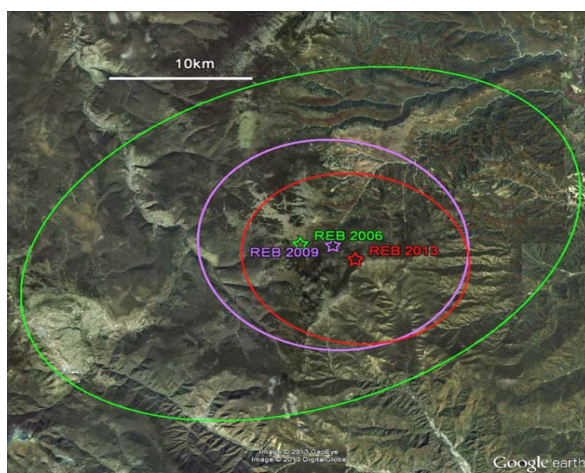 10km
REB 2006
REB 2009
REB 2013
Image © 2013 GeoEye
Image © 2013 DigitalGlobe
Google earth